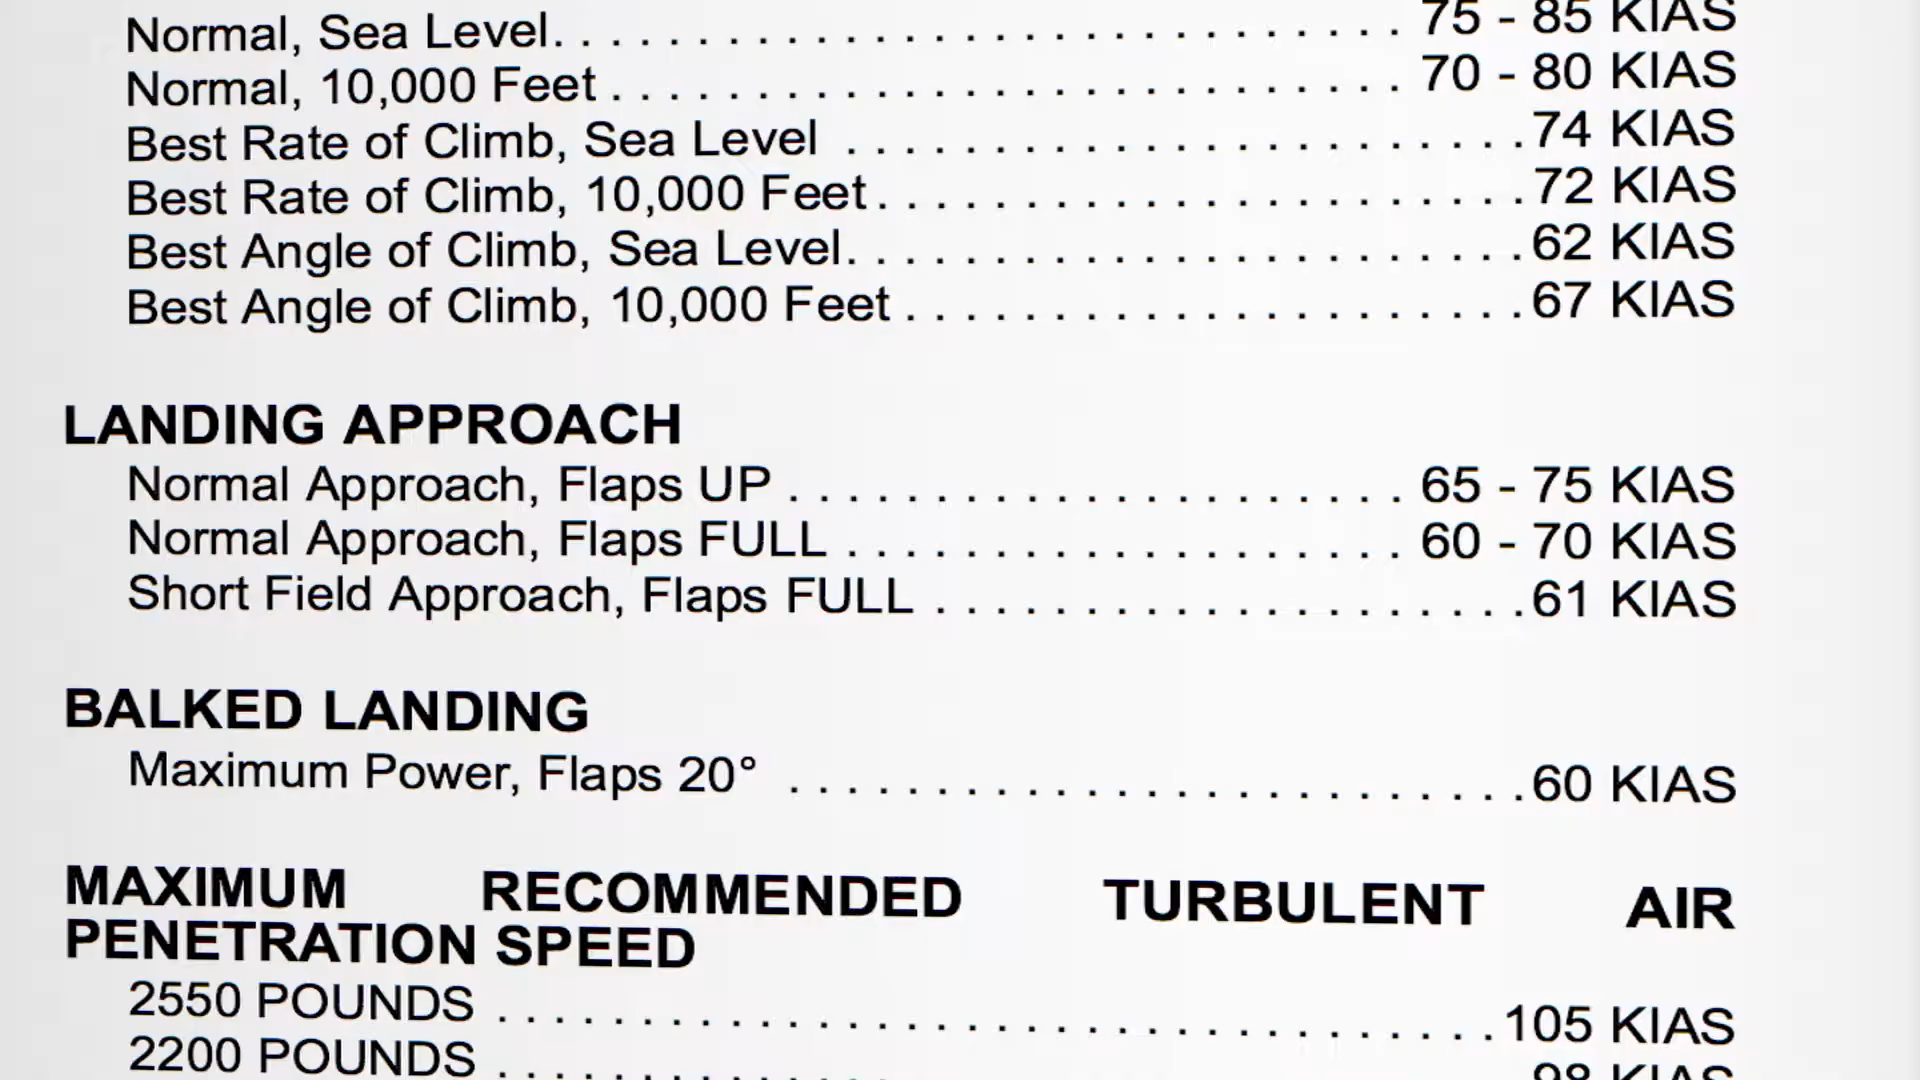 Normal, Sea Level. . . . . . . . . . . . . . . . . . . . . . . . . . . . . . 75 - 85 KIAS
Normal, 10,000 Feet . . . . . . . . . . . . . . . . . . . . . . . . . . . . 70 - 80 KIAS
Best Rate of Climb, Sea Level . . . . . . . . . . . . . . . . . . . . . . . .74 KIAS
Best Rate of Climb, 10,000 Feet. . . . . . . . . . . . . . . . . . . . . . .72 KIAS
Best Angle of Climb, Sea Level. . . . . . . . . . . . . . . . . . . . . . . .62 KIAS
Best Angle of Climb, 10,000 Feet . . . . . . . . . . . . . . . . . . . . . .67 KIAS
LANDING APPROACH
Normal Approach, Flaps UP . . . . . . . . . . . . . . . . . . . . . . 65 - 75 KIAS
Normal Approach, Flaps FULL . . . . . . . . . . . . . . . . . . . . 60 - 70 KIAS
Short Field Approach, Flaps FULL . . . . . . . . . . . . . . . . . . . . .61 KIAS
BALKED LANDING
Maximum Power, Flaps 20° . . . . . . . . . . . . . . . . . . . . . . . . . .60 KIAS
MAXIMUM RECOMMENDED TURBULENT AIR
PENETRATION SPEED
2550 POUNDS . . . . . . . . . . . . . . . . . . . . . . . . . . . . . . . . . . .105 KIAS
2200 POUNDS . . . . . . . . . . . . . . . . . . . . . . . . . . . . . . . . . . . 98 KIAS